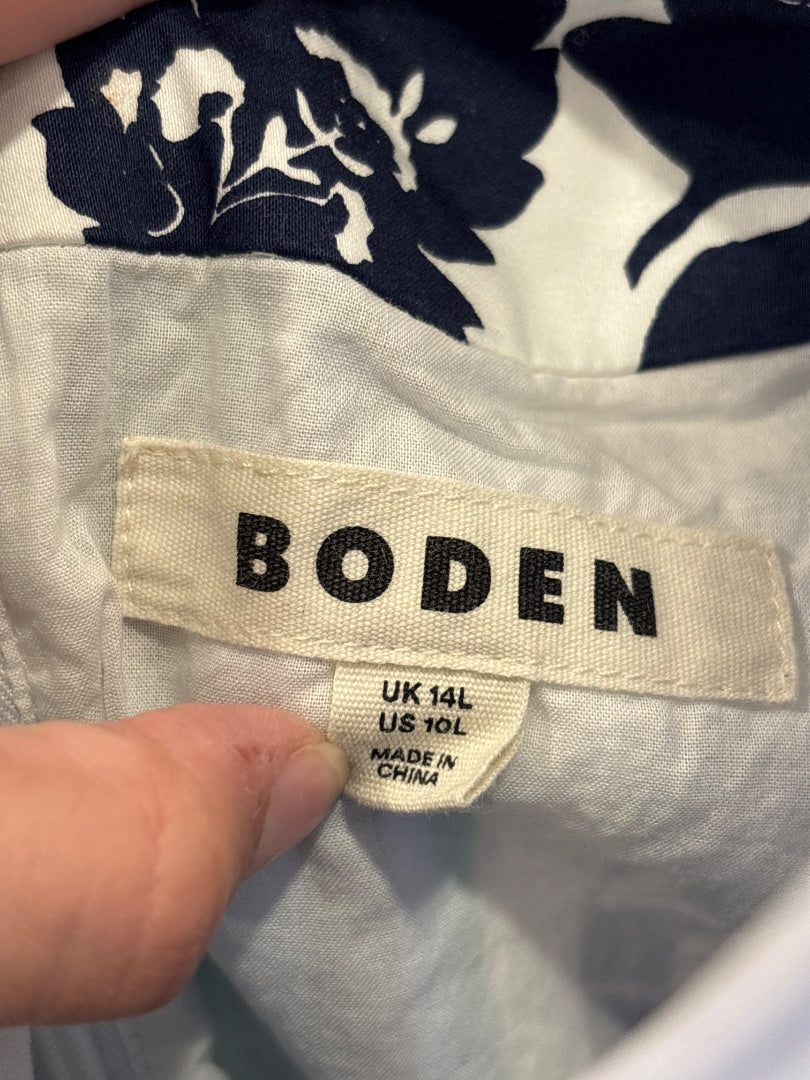 BODEN
UK 14L
US 10L
MADE IN
CHINA